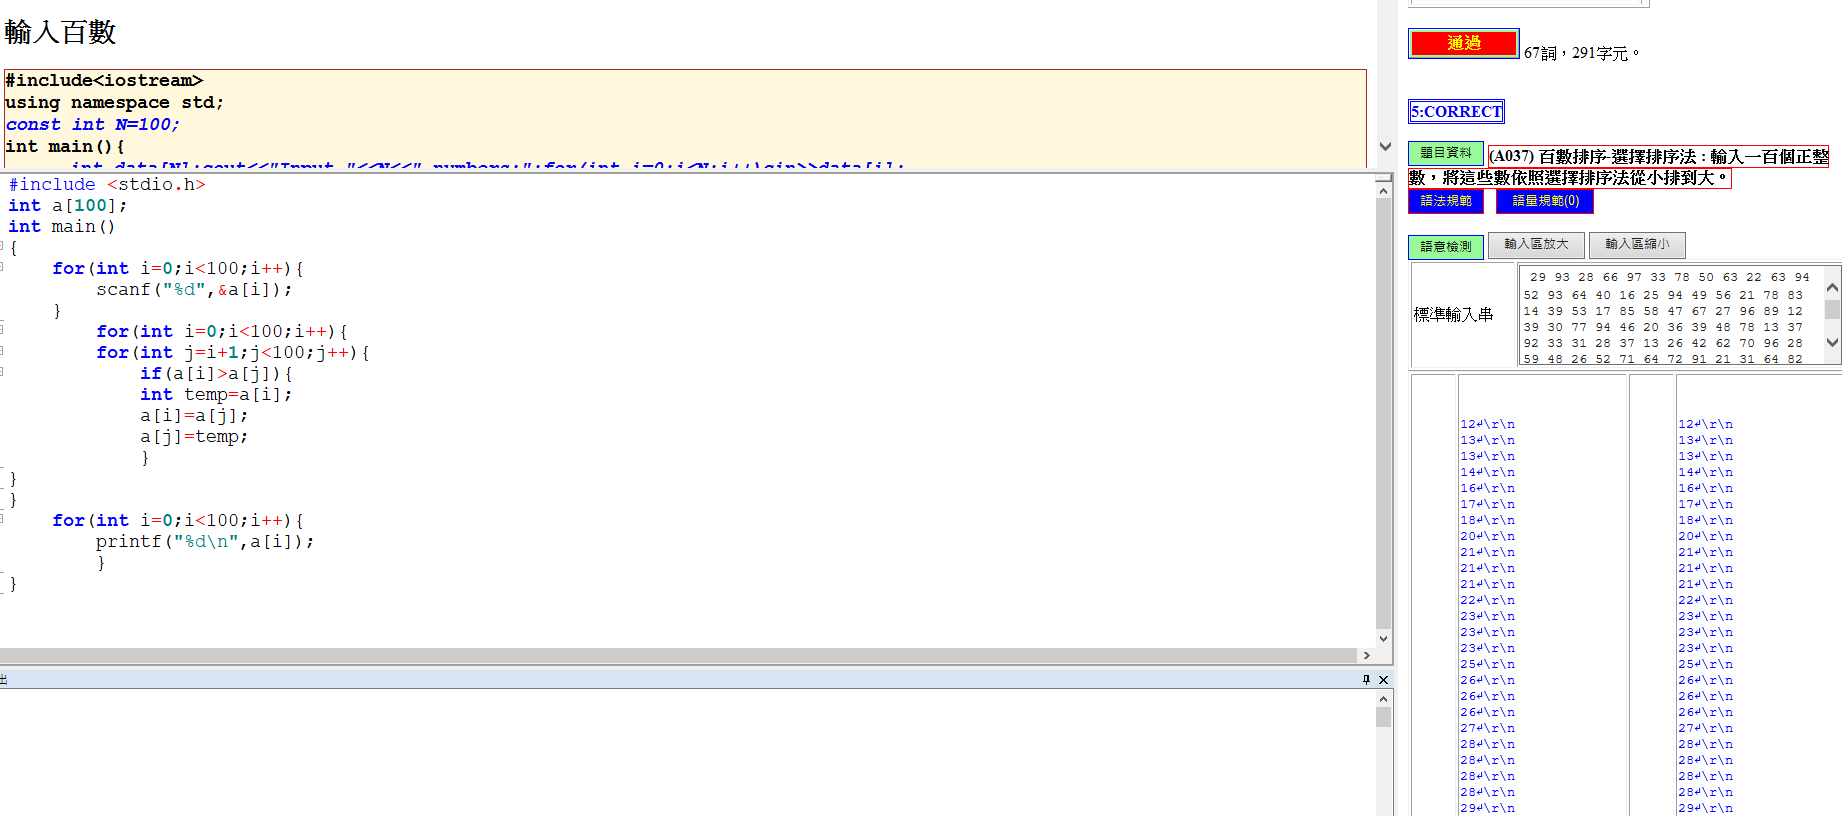 輸入百數
#include<iostream>
using namespace std;
const int N=100;
int main(){
int data[N];cout<<"Input "<<N<<" numbers:";for(int i=0;i<N;i++)cin>>data[i];
#include <stdio.h>
int a[100];
int main()
{
for(int i=0;i<100;i++){
scanf("%d",&a[i]);
}
for(int i=0;i<100;i++){
for(int j=i+1;j<100;j++){
if(a[i]>a[j]){
int temp=a[i];
a[i]=a[j];
a[j]=temp;
}
}
}
for(int i=0;i<100;i++){
printf("%d\n",a[i]);
}
}
出
通過 67詞，291字元。
5:CORRECT
題目資料 (A037) 百數排序-選擇排序法：輸入一百個正整
數，將這些數依照選擇排序法從小排到大。
語法規範 語量規範(0)
語意檢測 輸入區放大 輸入區縮小
標準輸入串
29 93 28 66 97 33 78 50 63 22 63 94
52 93 64 40 16 25 94 49 56 21 78 83
14 39 53 17 85 58 47 67 27 96 89 12
39 30 77 94 46 20 36 39 48 78 13 37
92 33 31 28 37 13 26 42 62 70 96 28
59 48 26 52 71 64 72 91 21 31 64 82
12↲\r\n 12↲\r\n
13↲\r\n 13↲\r\n
13↲\r\n 13↲\r\n
14↲\r\n 14↲\r\n
16↲\r\n 16↲\r\n
17↲\r\n 17↲\r\n
18↲\r\n 18↲\r\n
20↲\r\n 20↲\r\n
21↲\r\n 21↲\r\n
21↲\r\n 21↲\r\n
21↲\r\n 21↲\r\n
22↲\r\n 22↲\r\n
23↲\r\n 23↲\r\n
23↲\r\n 23↲\r\n
23↲\r\n 23↲\r\n
25↲\r\n 25↲\r\n
26↲\r\n 26↲\r\n
26↲\r\n 26↲\r\n
26↲\r\n 26↲\r\n
27↲\r\n 27↲\r\n
28↲\r\n 28↲\r\n
28↲\r\n 28↲\r\n
28↲\r\n 28↲\r\n
28↲\r\n 28↲\r\n
29↲\r\n 29↲\r\n